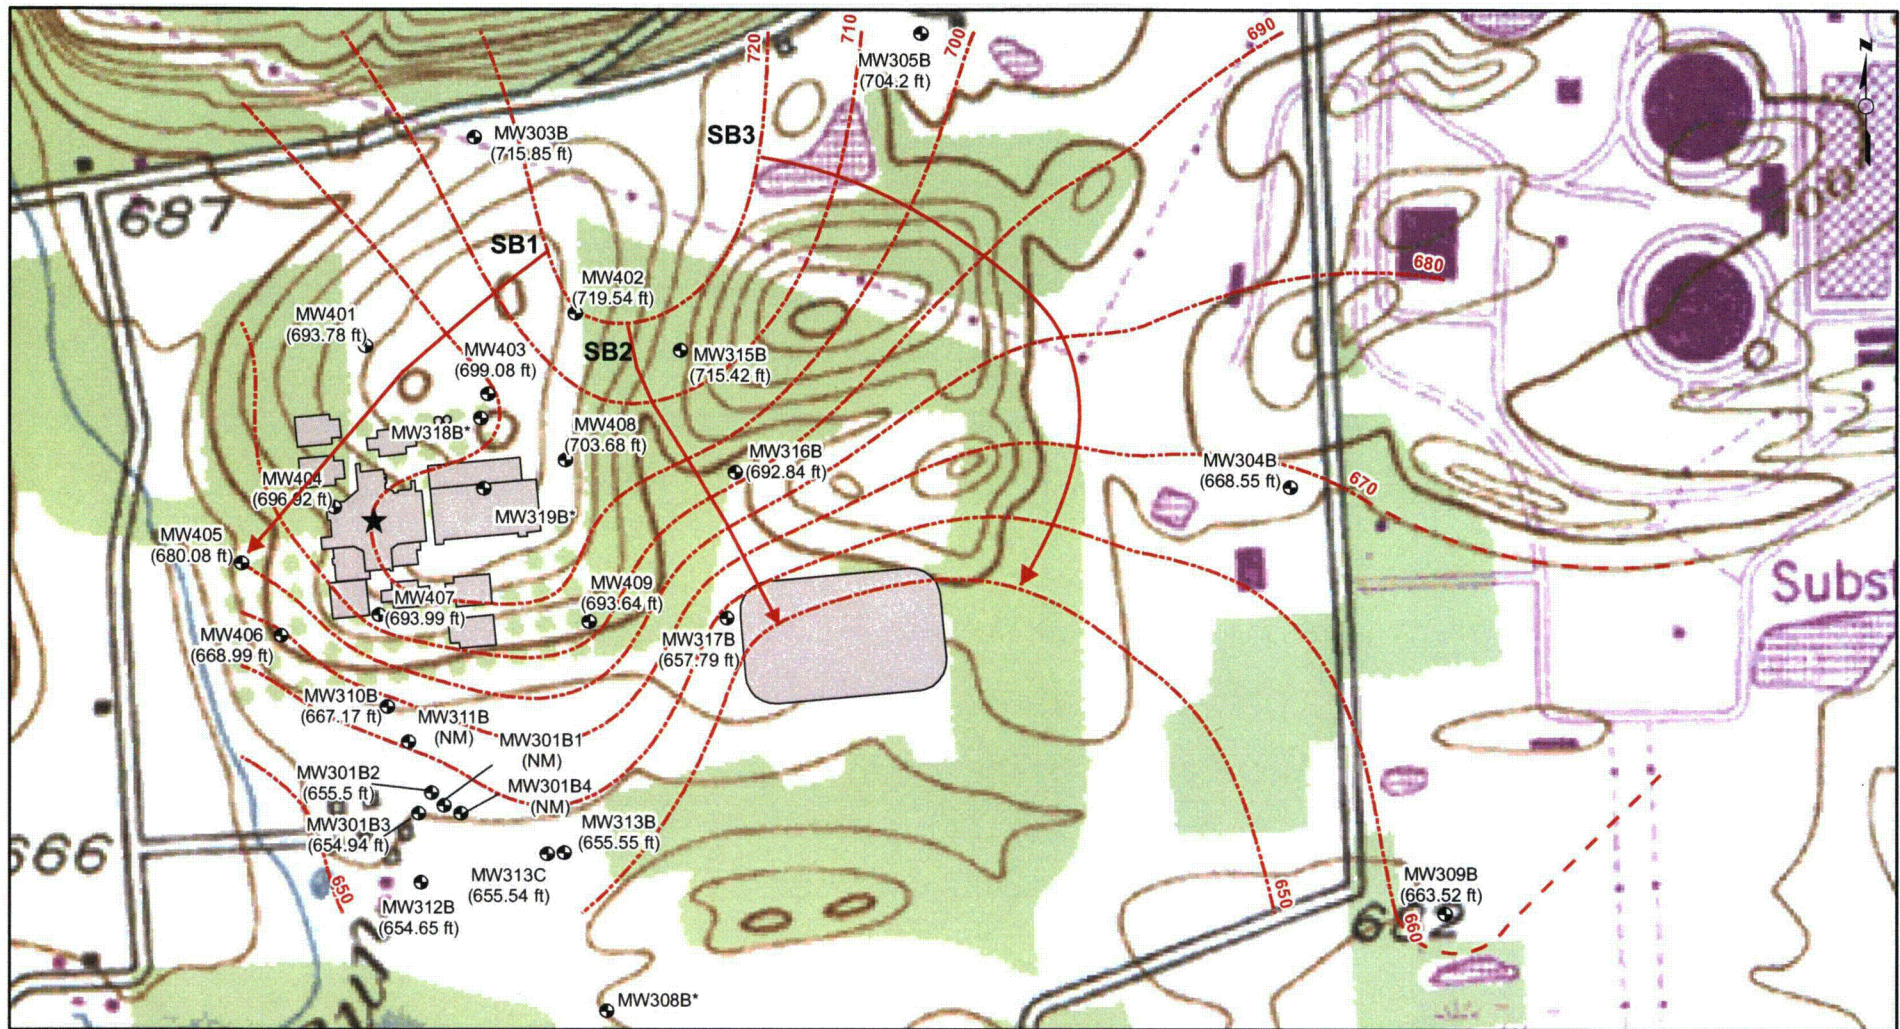 690
710
720
700
MW305B
(704.2 ft)
Z
MW303B
(715.85 ft)
SB3
687
SB1
680
MW402
(719.54 ft)
MW401
(693.78 ft)
SB2
MW403
(699.08 ft)
MW315B
(715.42 ft)
MW318B*
MW408
(703.68 ft)
MW316B
(692.84 ft)
MW304B
(668.55 ft)
MW404
(696.92 ft)
670
MW319B*
MW405
(680.08 ft)
Subst
MW407
(693.99 ft)
MW409
(693.64 ft)
MW406
(668.99 ft)
MW317B
(657.79 ft)
MW310B
(667.17 ft)
MW311B
(NM)
MW301B1
(NM)
MW301B2
(655.5 ft)
MW301B4
(NM)
MW301B3
(654.94 ft)
MW313B
(655.55 ft)
666
MW313C
(655.54 ft)
650
MW309B
(663.52 ft)
650
MW312B
(654.65 ft)
660
MW308B*